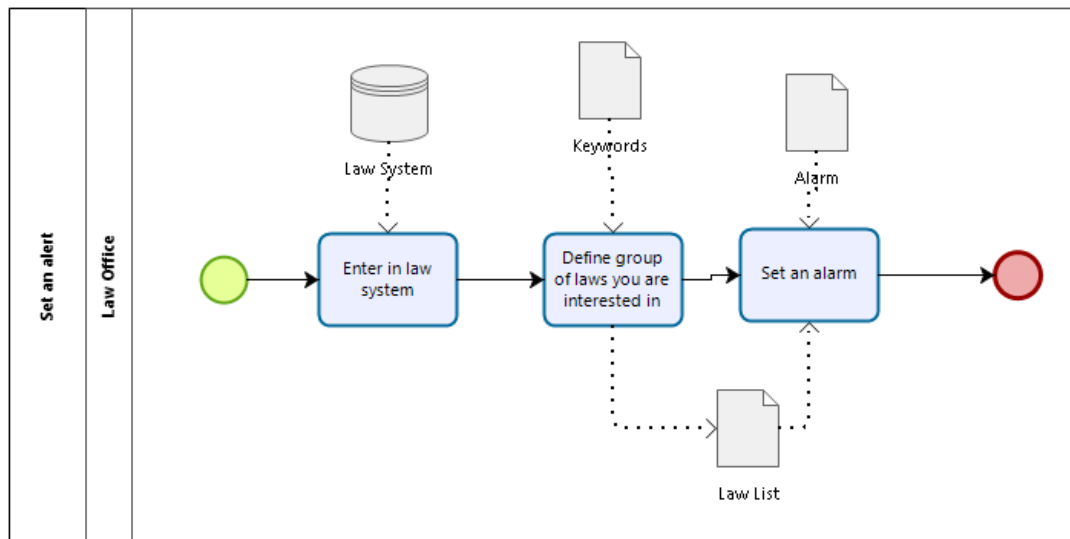 Set an alert
Law Office
Law System
Keywords
Alarm
Enter in law
system
Define group
of laws you are
interested in
Set an alarm
Law List